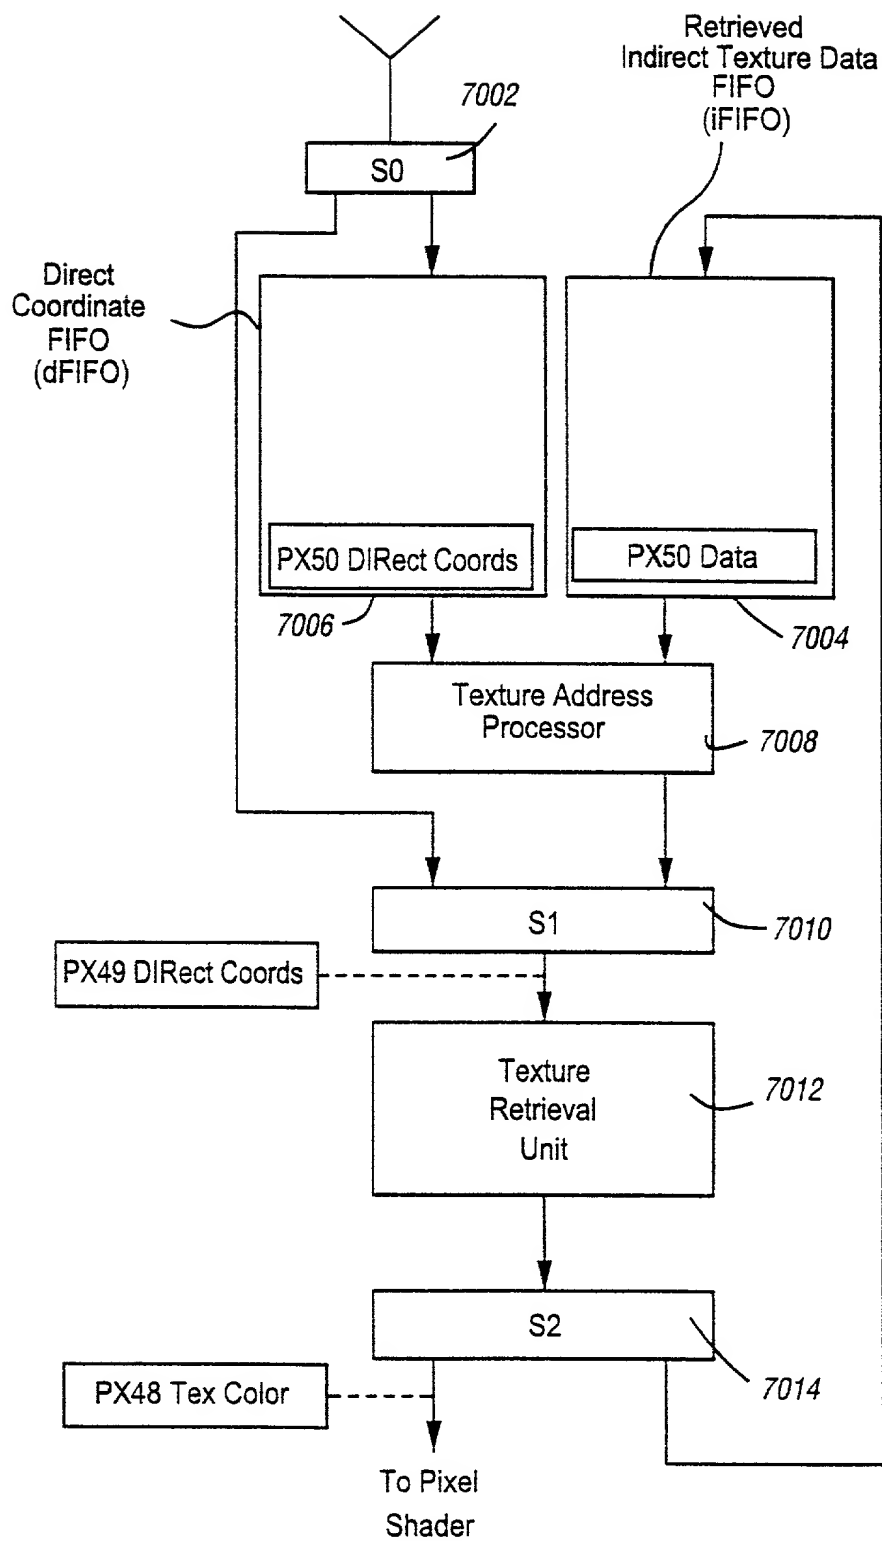 Retrieved
Indirect Texture Data
FIFO
(iFIFO)
7002
S0
Direct
Coordinate
FIFO
(dFIFO)
PX50 DIRect Coords
PX50 Data
7006
7004
Texture Address
Processor
7008
S1
7010
PX49 DIRect Coords
Texture
Retrieval
Unit
7012
S2
7014
PX48 Tex Color
To Pixel
Shader